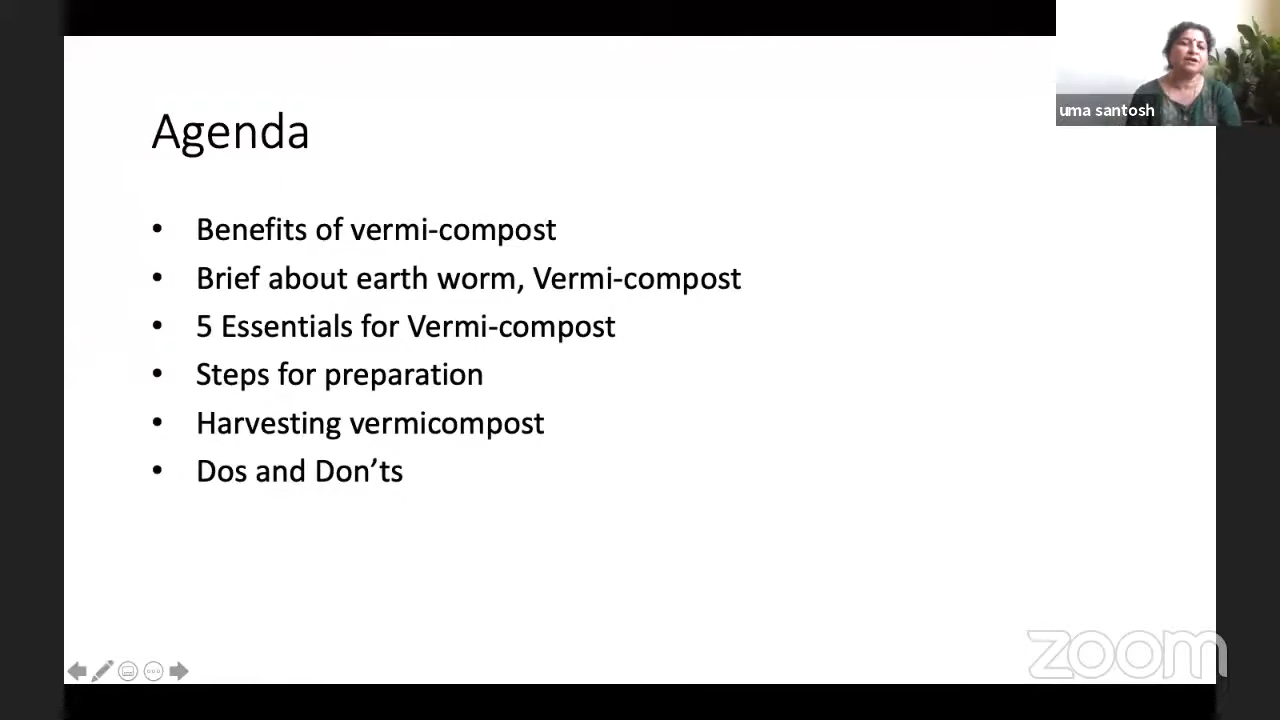 uma santosh
Agenda
• Benefits of vermi-compost
• Brief about earth worm, Vermi-compost
• 5 Essentials for Vermi-compost
• Steps for preparation
• Harvesting vermicompost
• Dos and Don’ts
zoom